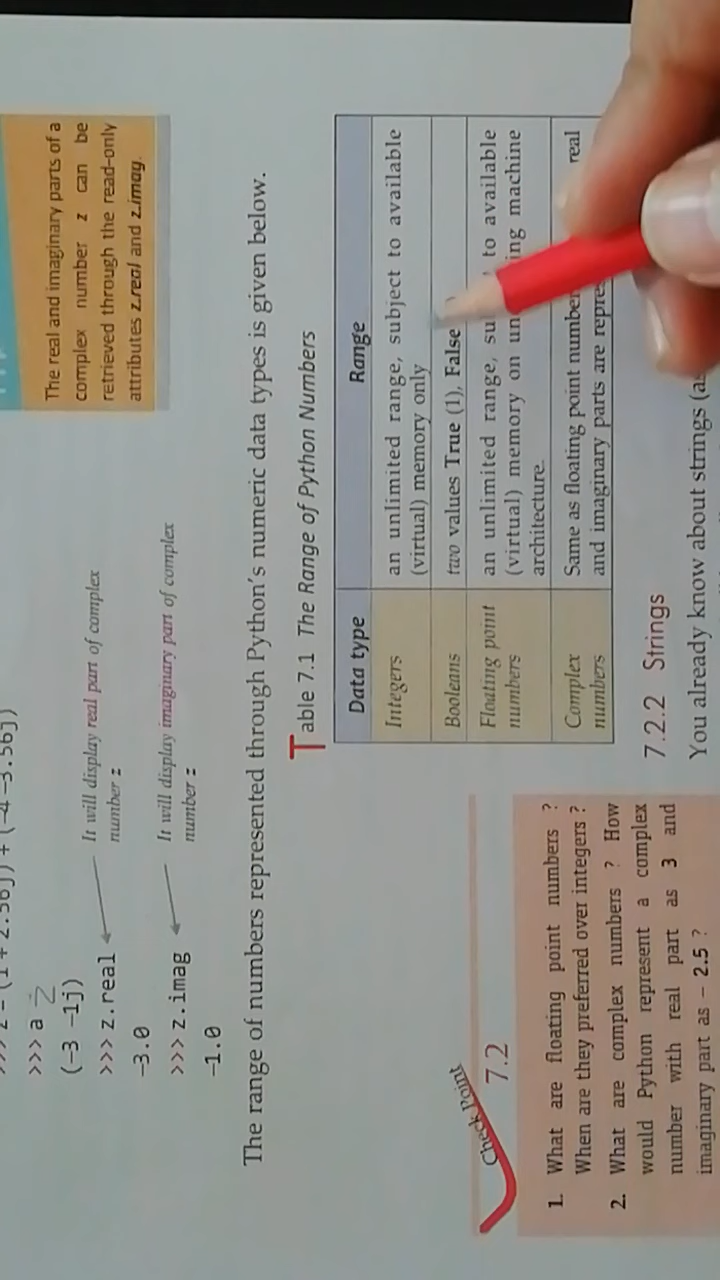 The real and imaginary parts of a
complex number z can be
retrieved through the read-only
attributes z.real and z.imag.
>>> a
z
(-3 -1j)
>>> z.real
It will display real part of complex
number z
-3.0
>>> z.imag
It will display imaginary part of complex
number z
-1.0
The range of numbers represented through Python's numeric data types is given below.
Table 7.1 The Range of Python Numbers
Data type Range
Integers an unlimited range, subject to available
(virtual) memory only
Booleans two values True (1), False
Floating point an unlimited range, to available
numbers (virtual) memory on machine
architecture.
Complex Same as floating point real
numbers and imaginary parts are
Check Point
7.2
1. What are floating point numbers ?
When are they preferred over integers ?
2. What are complex numbers ? How
would Python represent a complex
number with real part as 3 and
imaginary part as – 2.5 ?
7.2.2 Strings
You already know about strings